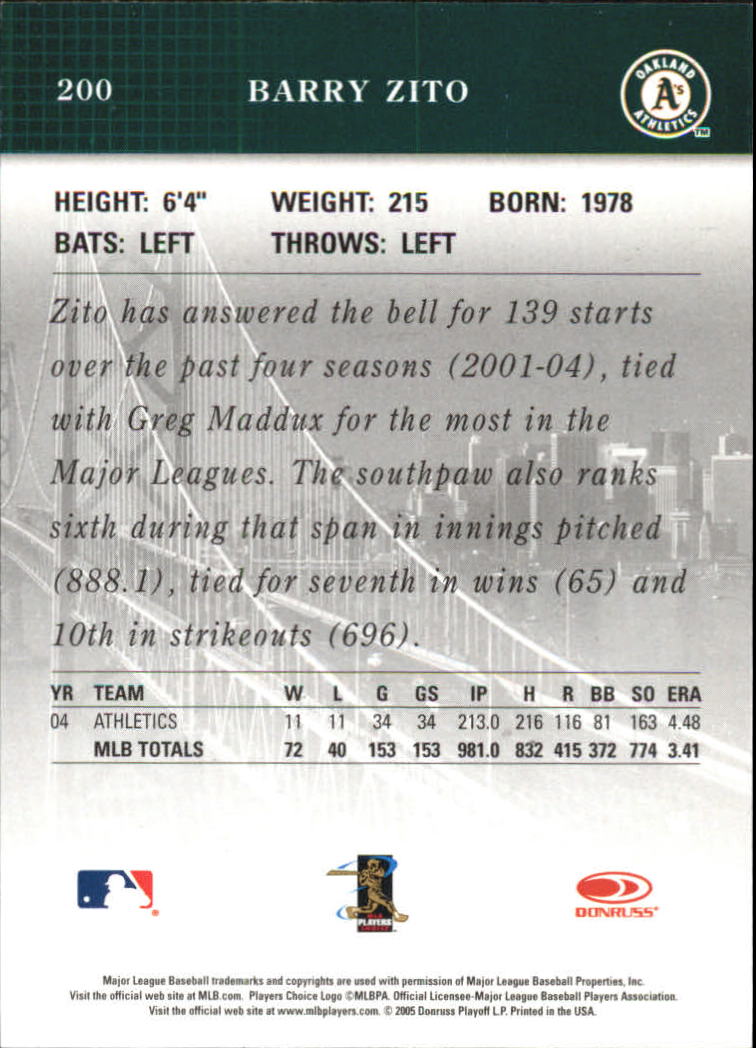 200 BARRY ZITO
OAKLAND A's ATHLETICS TM
HEIGHT: 6'4" WEIGHT: 215 BORN: 1978
BATS: LEFT THROWS: LEFT
Zito has answered the bell for 139 starts
over the past four seasons (2001-04), tied
with Greg Maddux for the most in the
Major Leagues. The southpaw also ranks
sixth during that span in innings pitched
(888.1), tied for seventh in wins (65) and
10th in strikeouts (696).
YR TEAM W L G GS IP H R BB SO ERA
04 ATHLETICS 11 11 34 34 213.0 216 116 81 163 4.48
MLB TOTALS 72 40 153 153 981.0 832 415 372 774 3.41
MLB PLAYERS CHOICE
DONRUSS®
Major League Baseball trademarks and copyrights are used with permission of Major League Baseball Properties, Inc.
Visit the official web site at MLB.com. Players Choice Logo ©MLBPA. Official Licensee-Major League Baseball Players Association.
Visit the official web site at www.mlbplayers.com. © 2005 Donruss Playoff L.P. Printed in the USA.